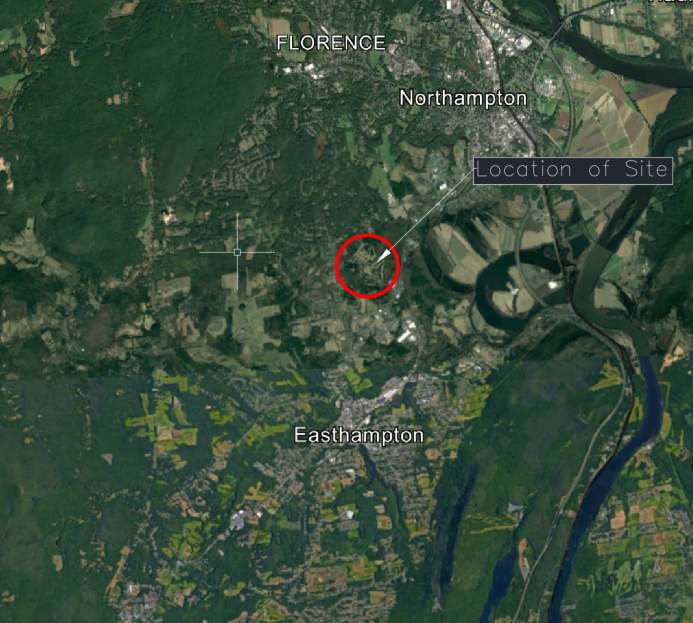 FLORENCE
Northampton
Location of Site
Easthampton